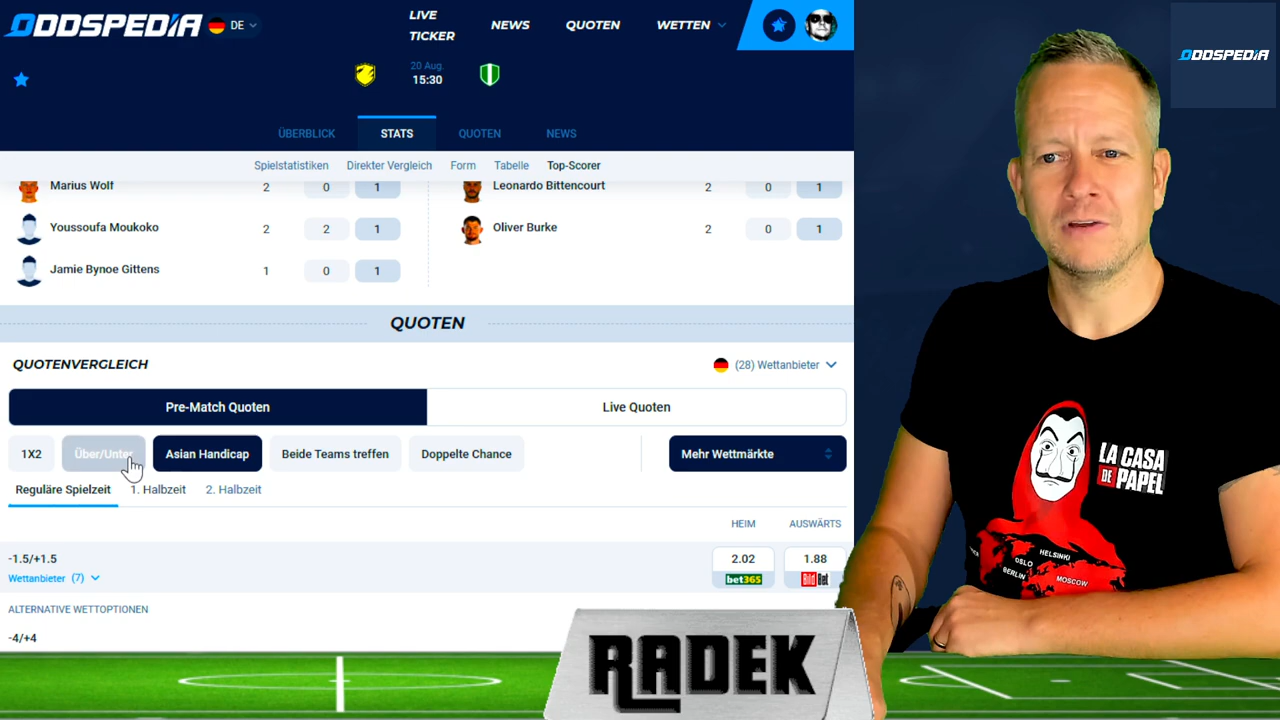 ODDSPEDIA
DE
LIVE TICKER
NEWS
QUOTEN
WETTEN
ODDSPEDIA
20 Aug.
15:30
ÜBERBLICK
STATS
QUOTEN
NEWS
Spielstatistiken
Direkter Vergleich
Form
Tabelle
Top-Scorer
Marius Wolf 2 0 1
Leonardo Bittencourt 2 0 1
Youssoufa Moukoko 2 2 1
Oliver Burke 2 0 1
Jamie Bynoe Gittens 1 0 1
QUOTEN
QUOTENVERGLEICH
(28) Wettanbieter
Pre-Match Quoten
Live Quoten
1X2
Über/Unter
Asian Handicap
Beide Teams treffen
Doppelte Chance
Mehr Wettmärkte
Reguläre Spielzeit
1. Halbzeit
2. Halbzeit
HEIM
AUSWÄRTS
-1.5/+1.5
2.02
1.88
Wettanbieter (7)
bet365
BildBet
ALTERNATIVE WETTOPTIONEN
-4/+4
LA CASA
DE PAPEL
HELSINKI
OSLO
BERLIN
MOSCOW
RADEK